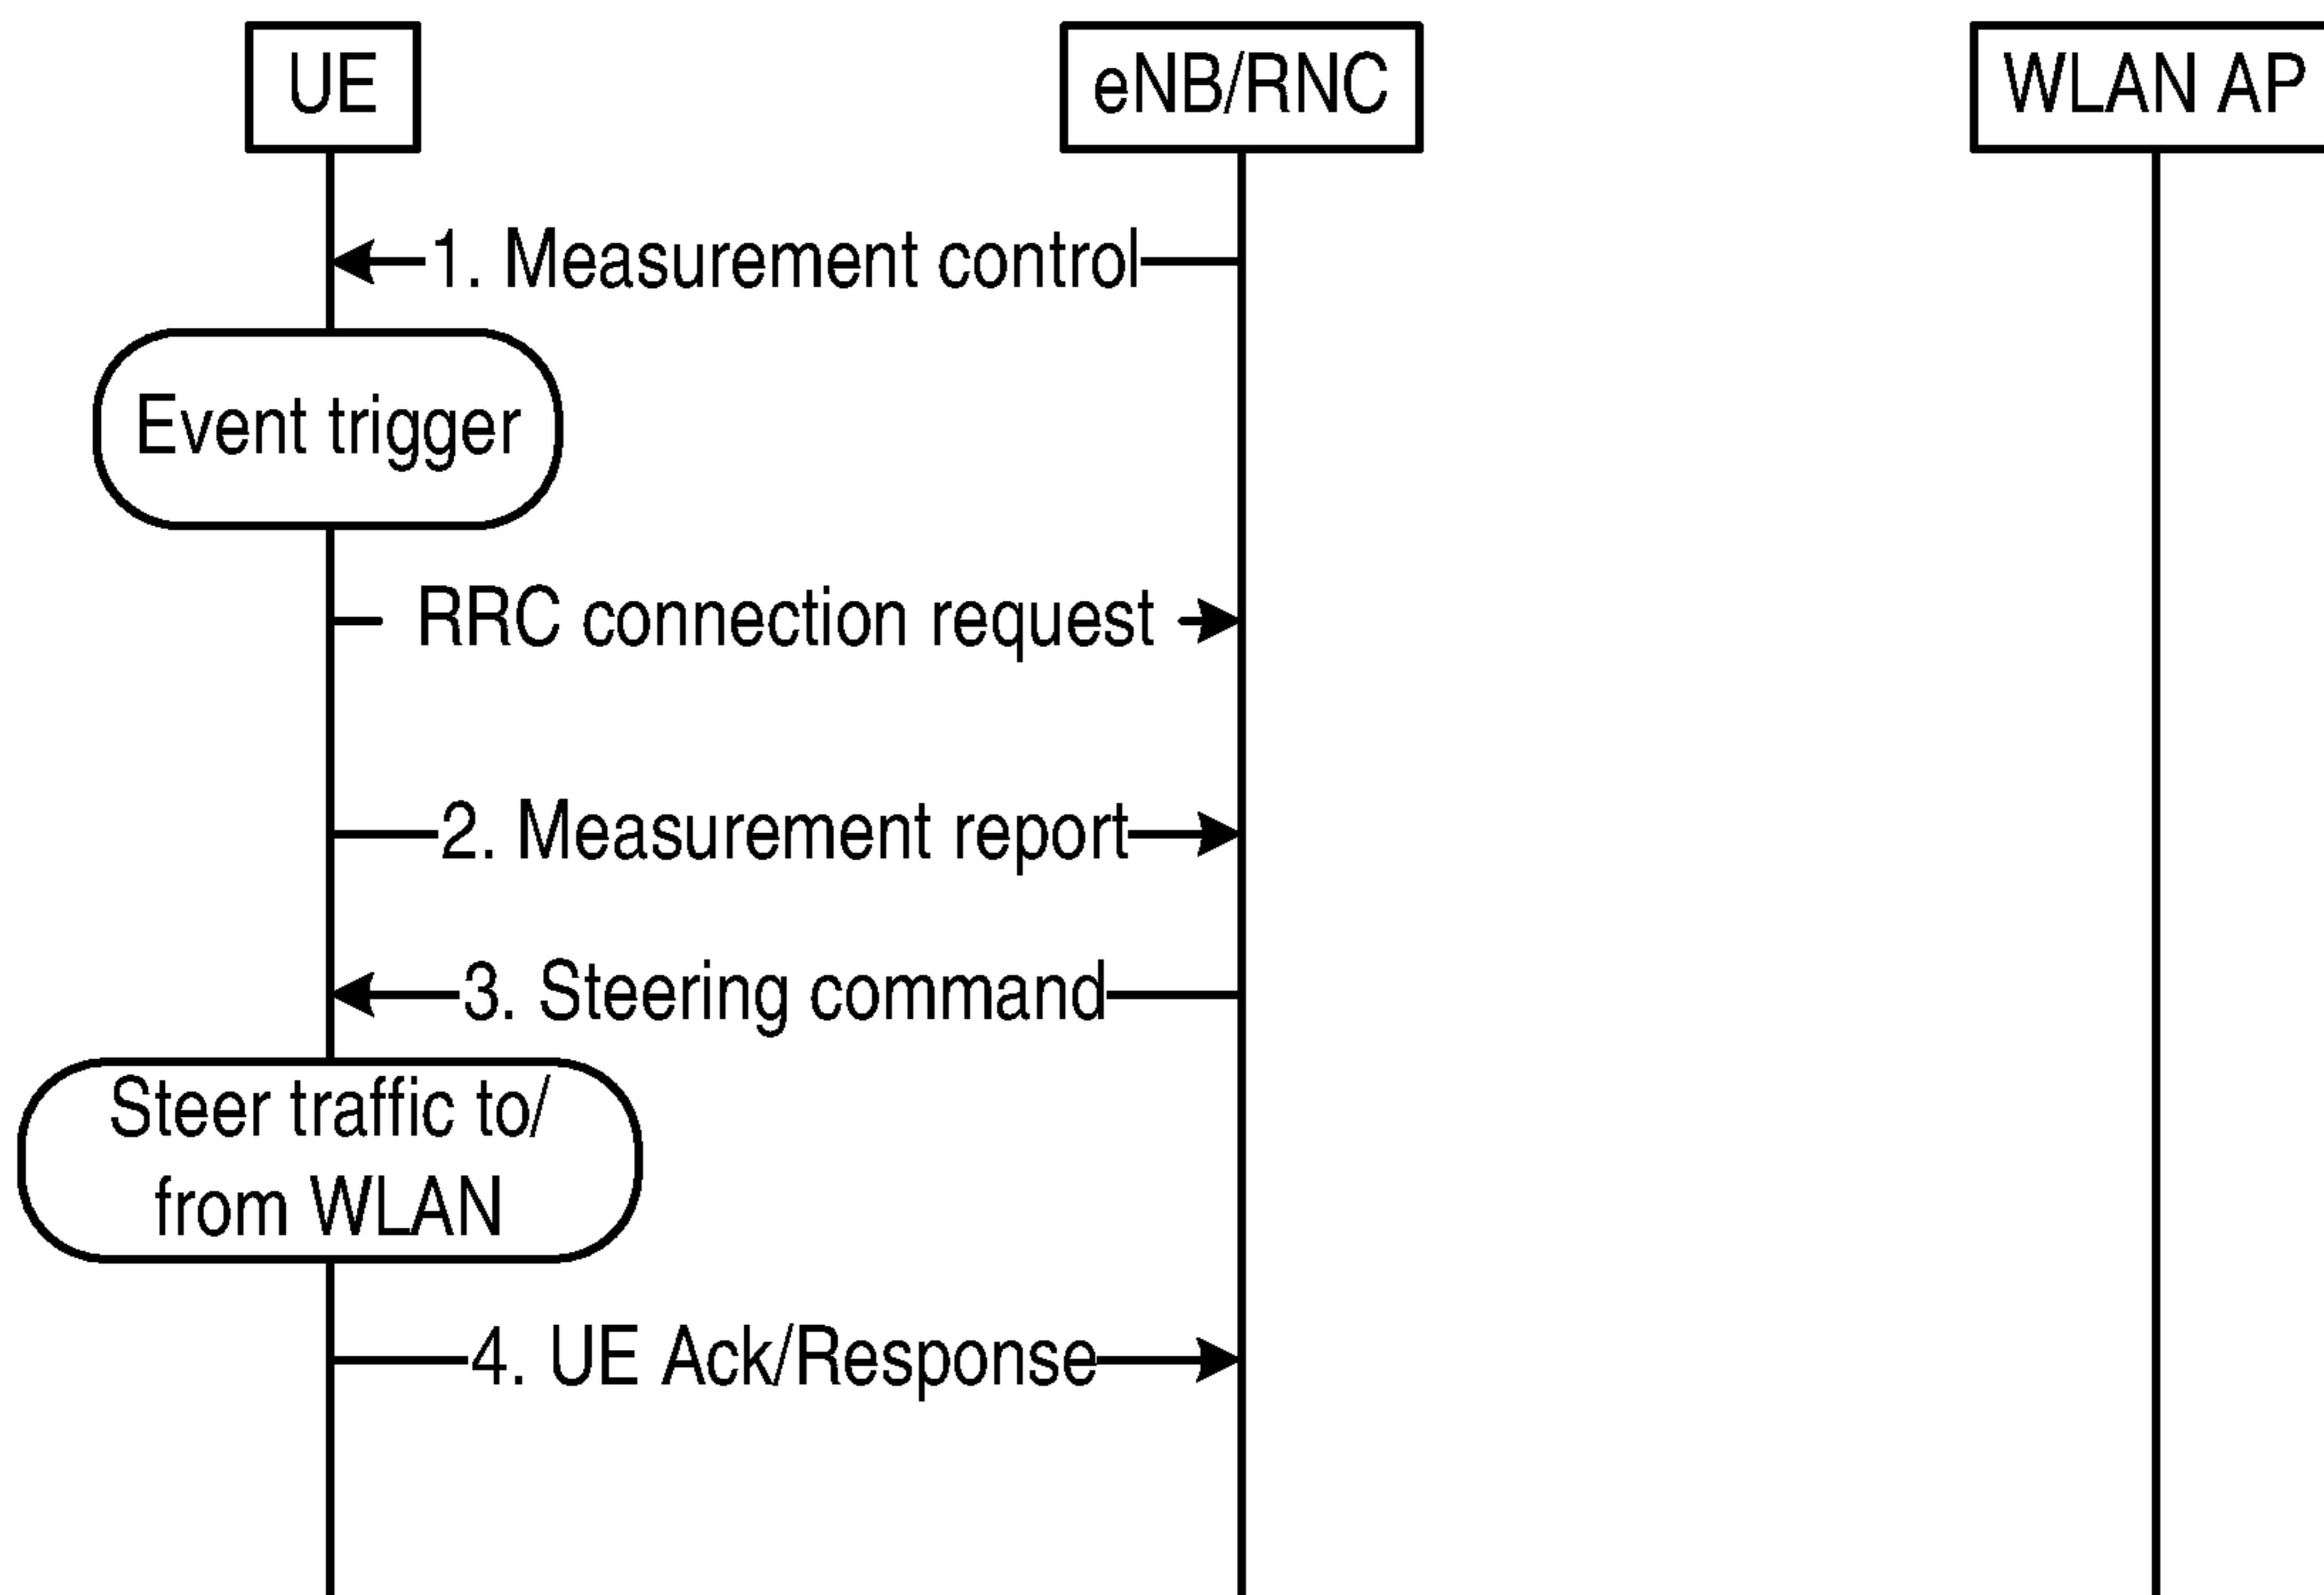 UE
eNB/RNC
WLAN AP
1. Measurement control
Event trigger
RRC connection request
2. Measurement report
3. Steering command
Steer traffic to/
from WLAN
4. UE Ack/Response